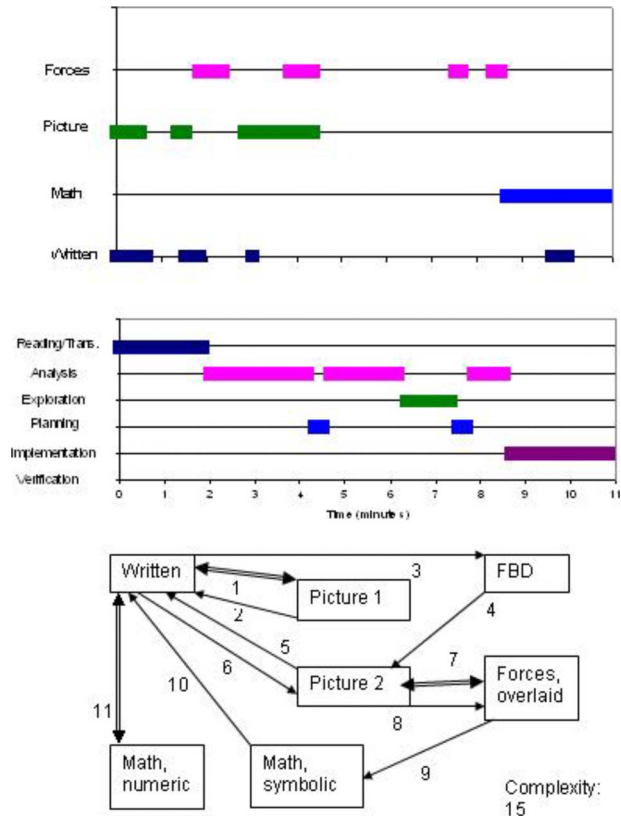 Forces
Picture
Math
Written
Reading/Trans.
Analysis
Exploration
Planning
Implementation
Verification
0 1 2 3 4 5 6 7 8 9 10 11
Time (minutes)
Written
3
FBD
1
Picture 1
2
4
5
6
7
Picture 2
Forces,
overlaid
10
8
11
9
Math,
numeric
Math,
symbolic
Complexity:
15